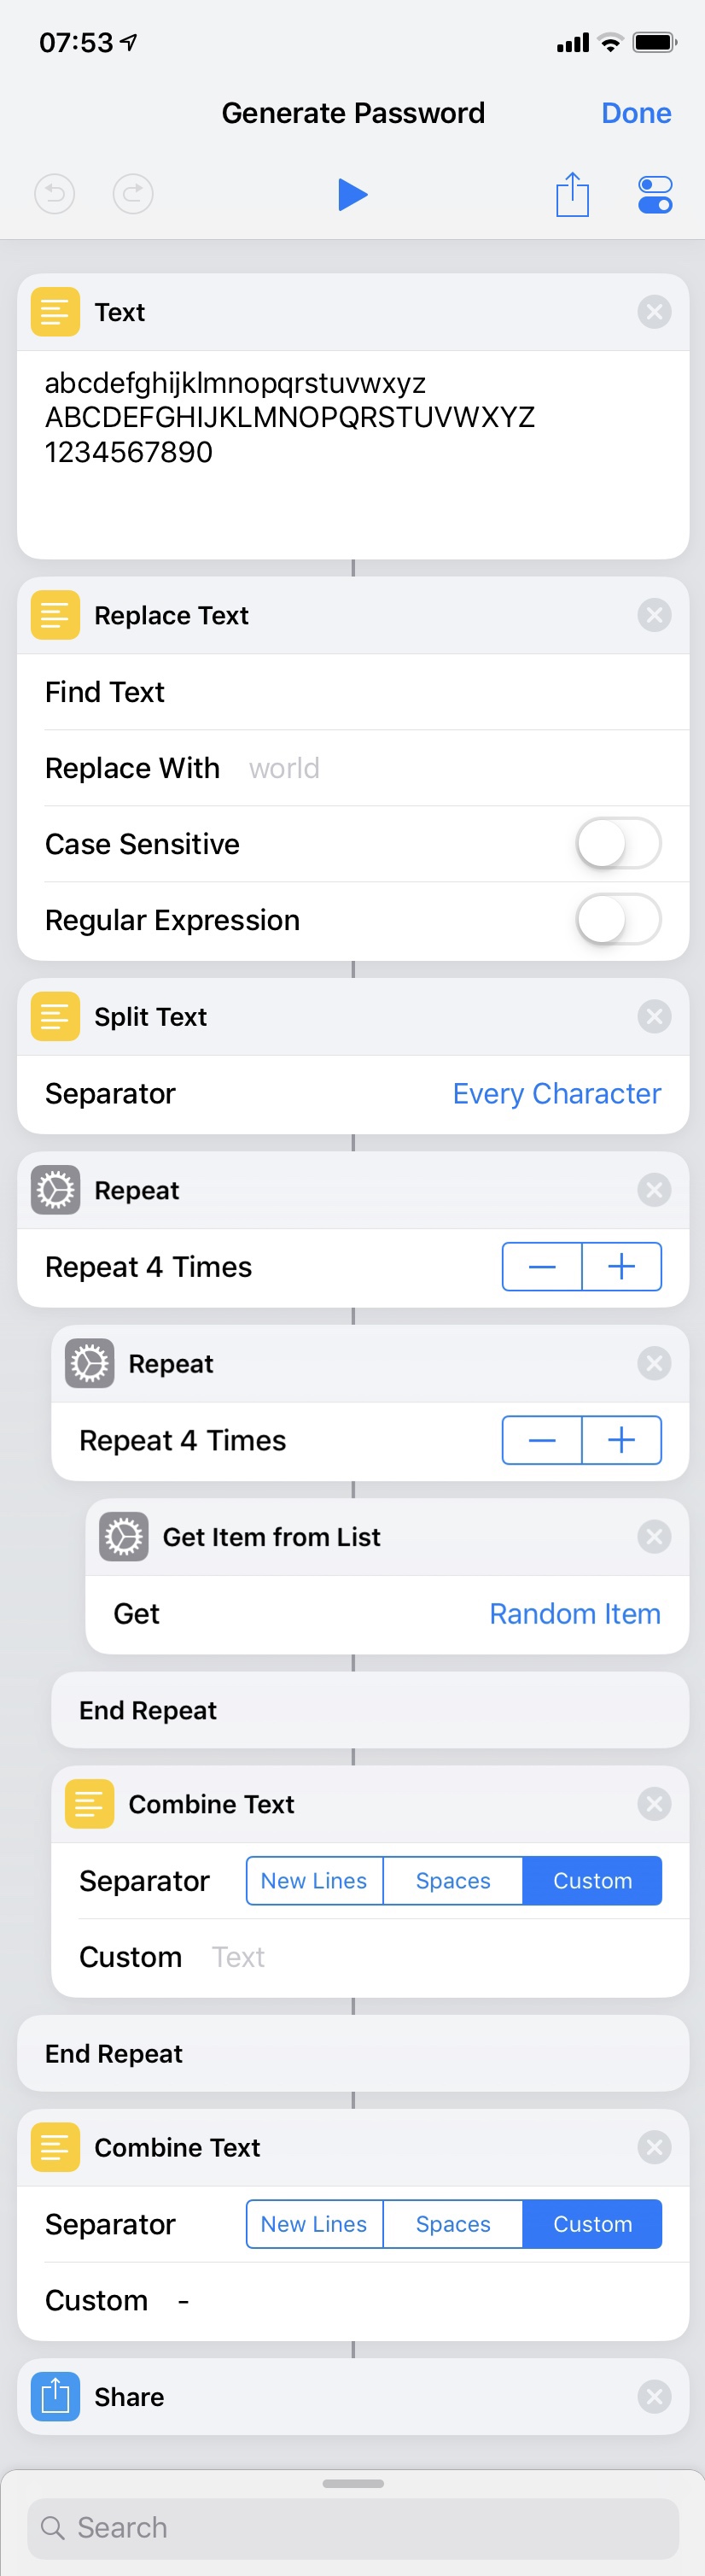 07:53
Generate Password
Done
Text
abcdefghijklmnopqrstuvwxyz
ABCDEFGHIJKLMNOPQRSTUVWXYZ
1234567890
Replace Text
Find Text
Replace With world
Case Sensitive
Regular Expression
Split Text
Separator Every Character
Repeat
Repeat 4 Times
Repeat
Repeat 4 Times
Get Item from List
Get Random Item
End Repeat
Combine Text
Separator New Lines Spaces Custom
Custom Text
End Repeat
Combine Text
Separator New Lines Spaces Custom
Custom -
Share
Search